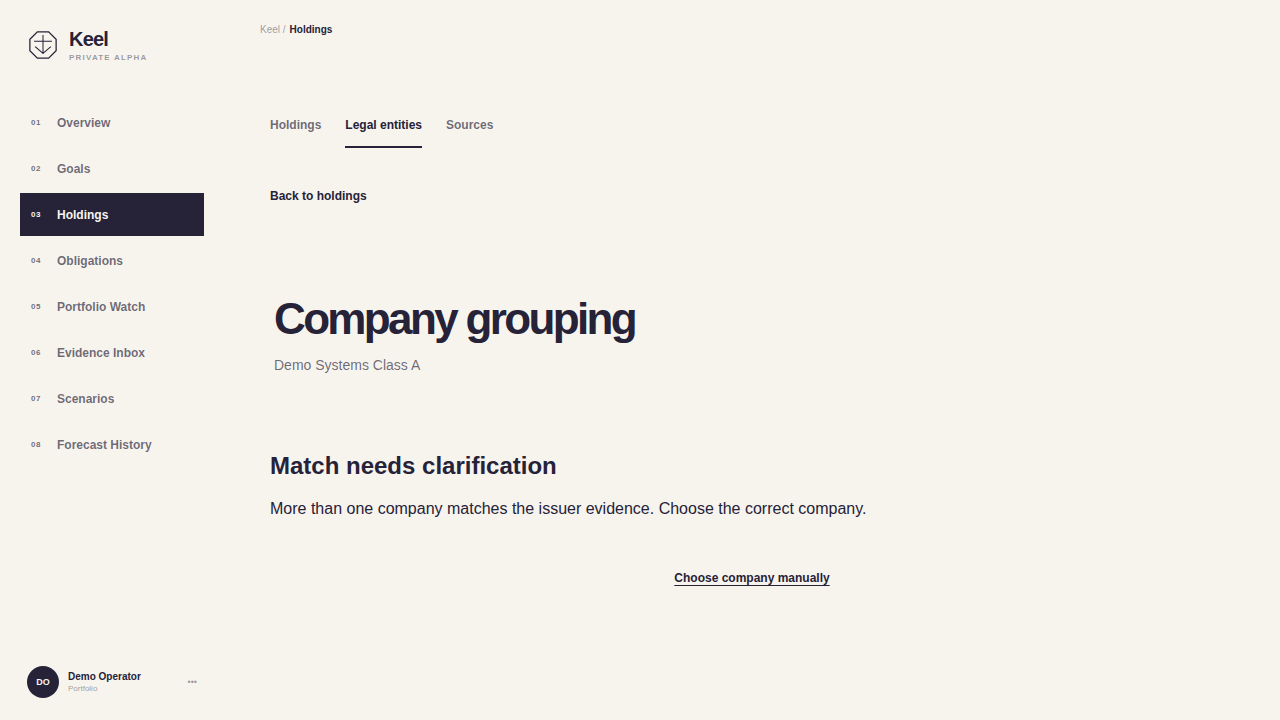 Keel
PRIVATE ALPHA
01 Overview
02 Goals
03 Holdings
04 Obligations
05 Portfolio Watch
06 Evidence Inbox
07 Scenarios
08 Forecast History
DO
Demo Operator
Portfolio
•••
Keel / Holdings
Holdings Legal entities Sources
Back to holdings
Company grouping
Demo Systems Class A
Match needs clarification
More than one company matches the issuer evidence. Choose the correct company.
Choose company manually